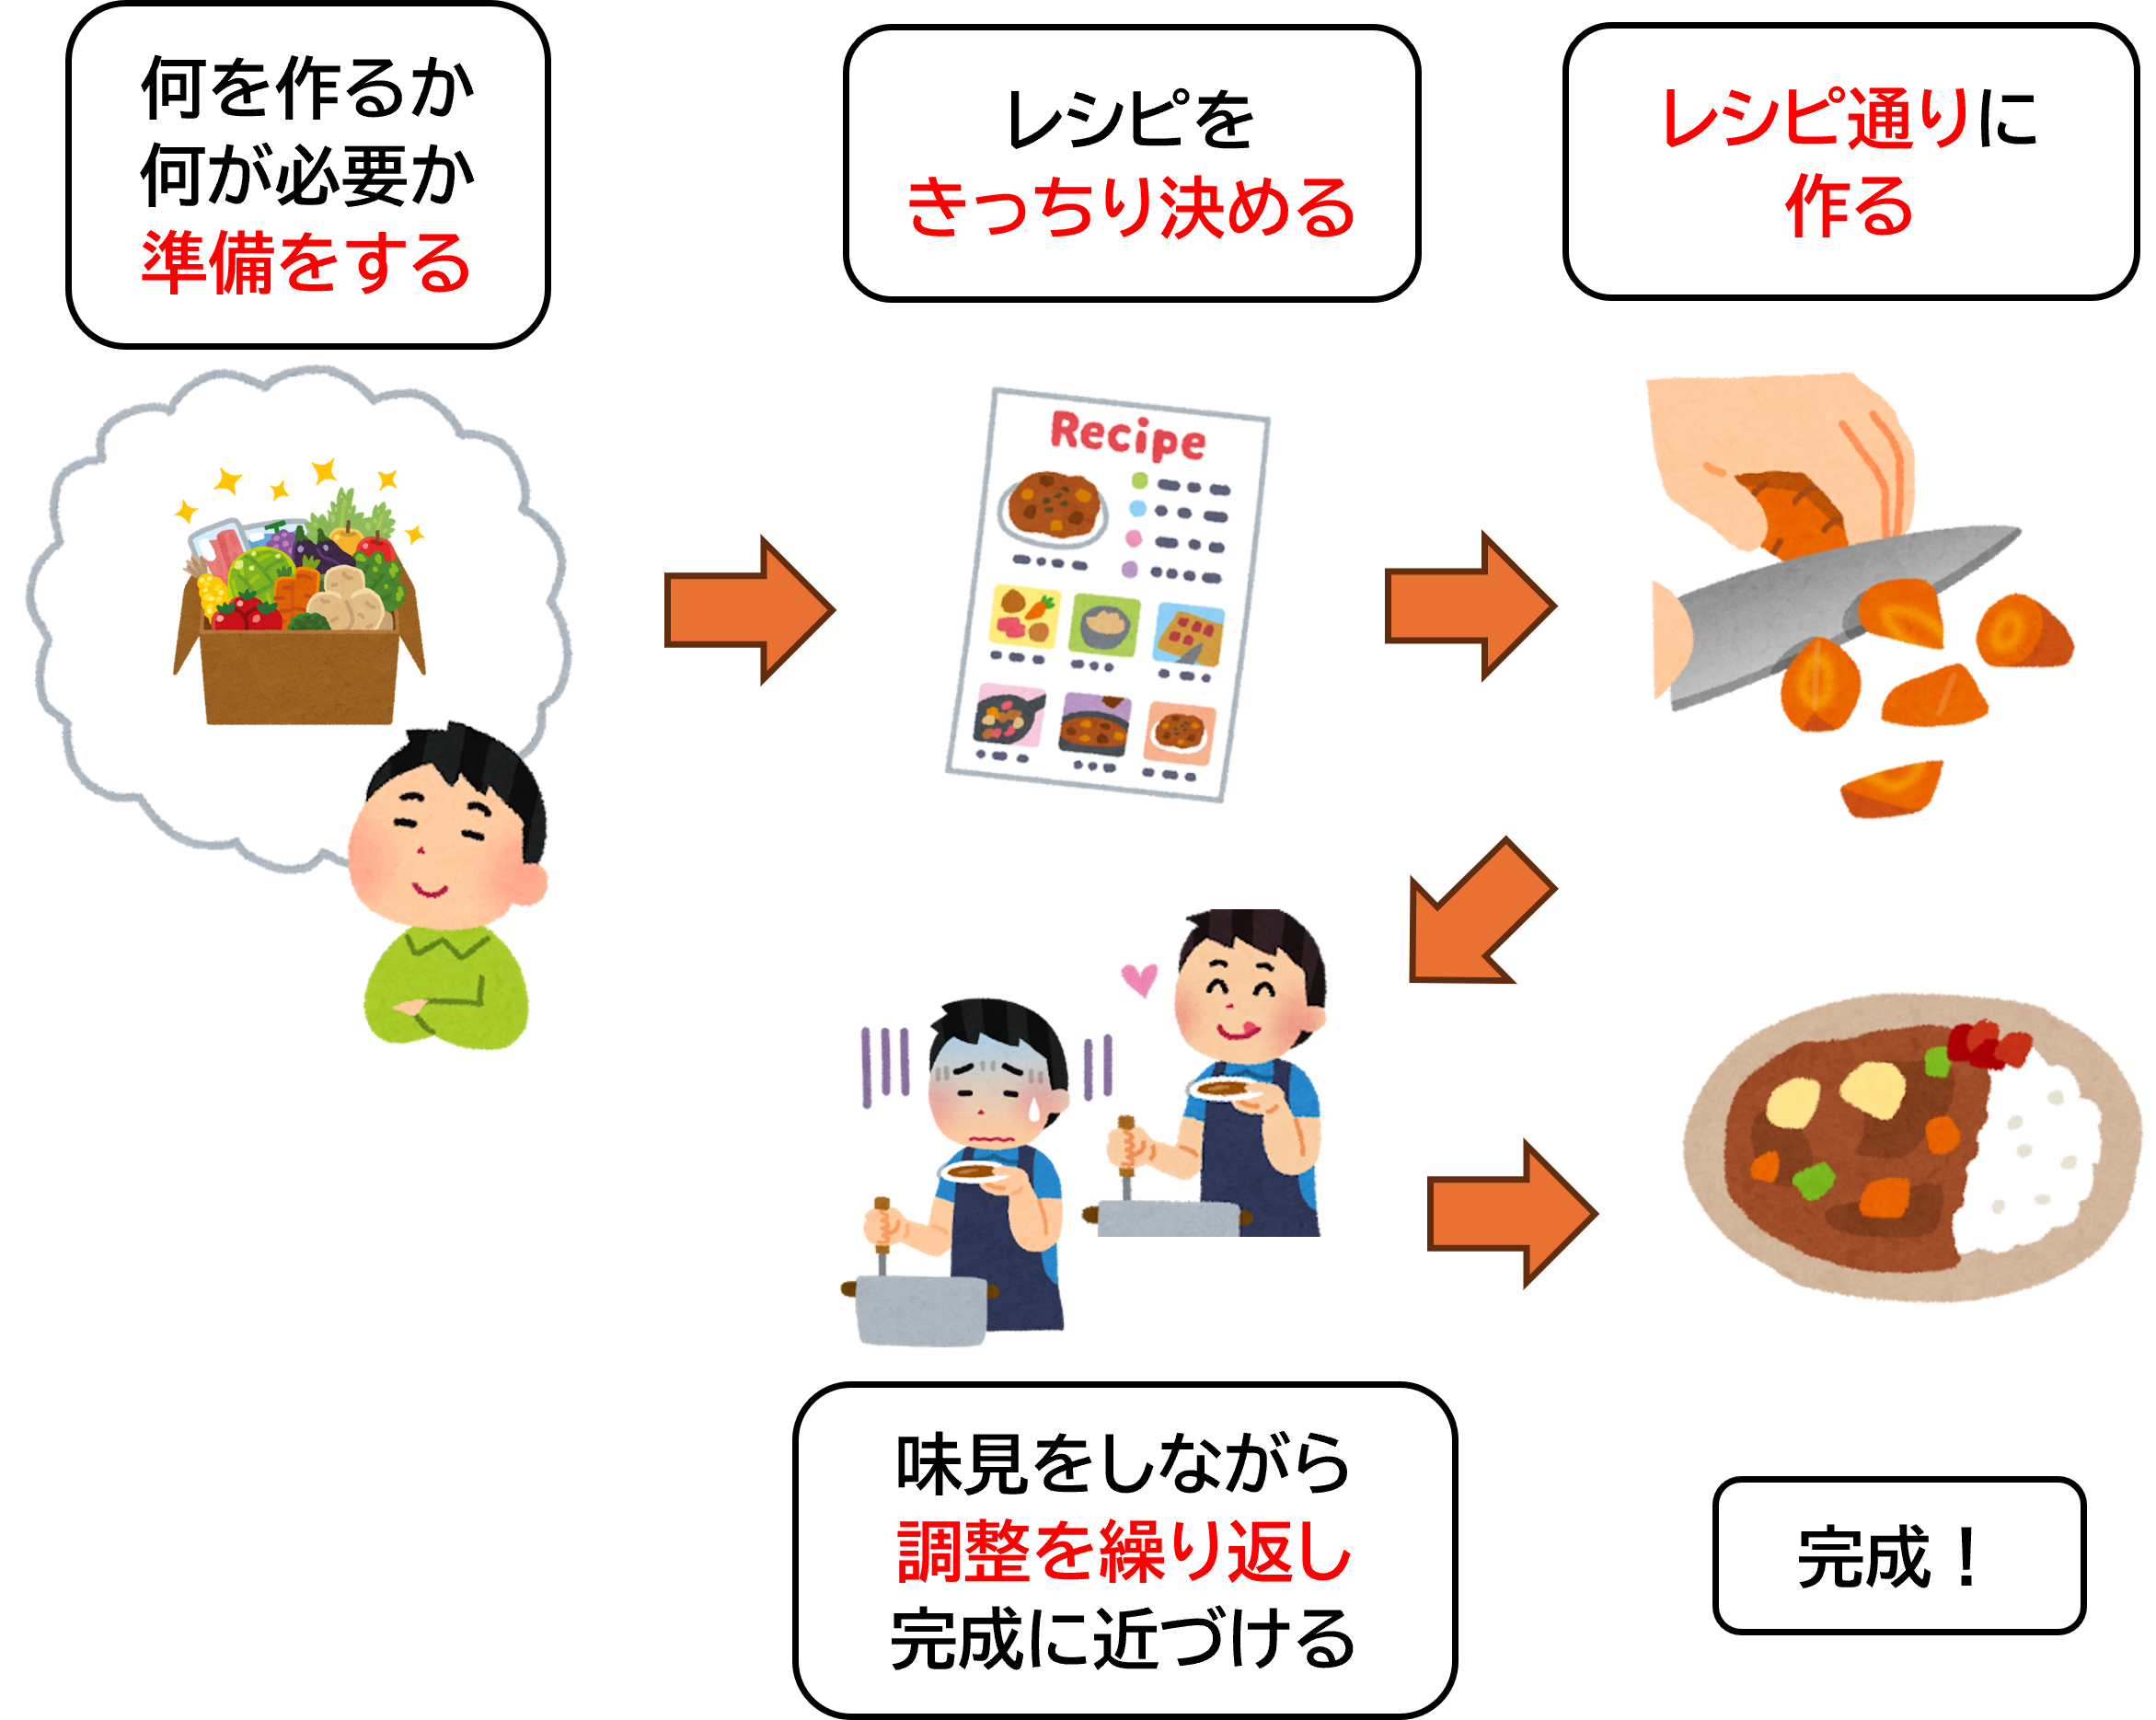 何を作るか
何が必要か
準備をする
レシピを
きっちり決める
レシピ通りに
作る
Recipe
味見をしながら
調整を繰り返し
完成に近づける
完成！